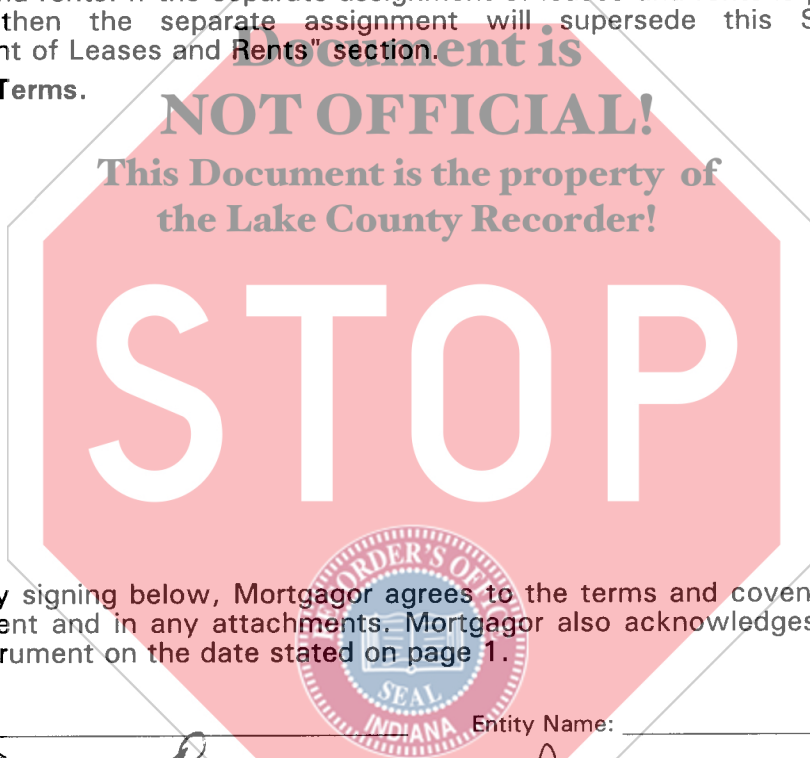 then the separate assignment will supersede this S
nt of Leases and Rents" section.
Terms.
Document is
NOT OFFICIAL!
This Document is the property of
the Lake County Recorder!
STOP
y signing below, Mortgagor agrees to the terms and coven
ent and in any attachments. Mortgagor also acknowledges
rument on the date stated on page 1.
RECORDER'S OFFICE
SEAL
INDIANA
Entity Name: